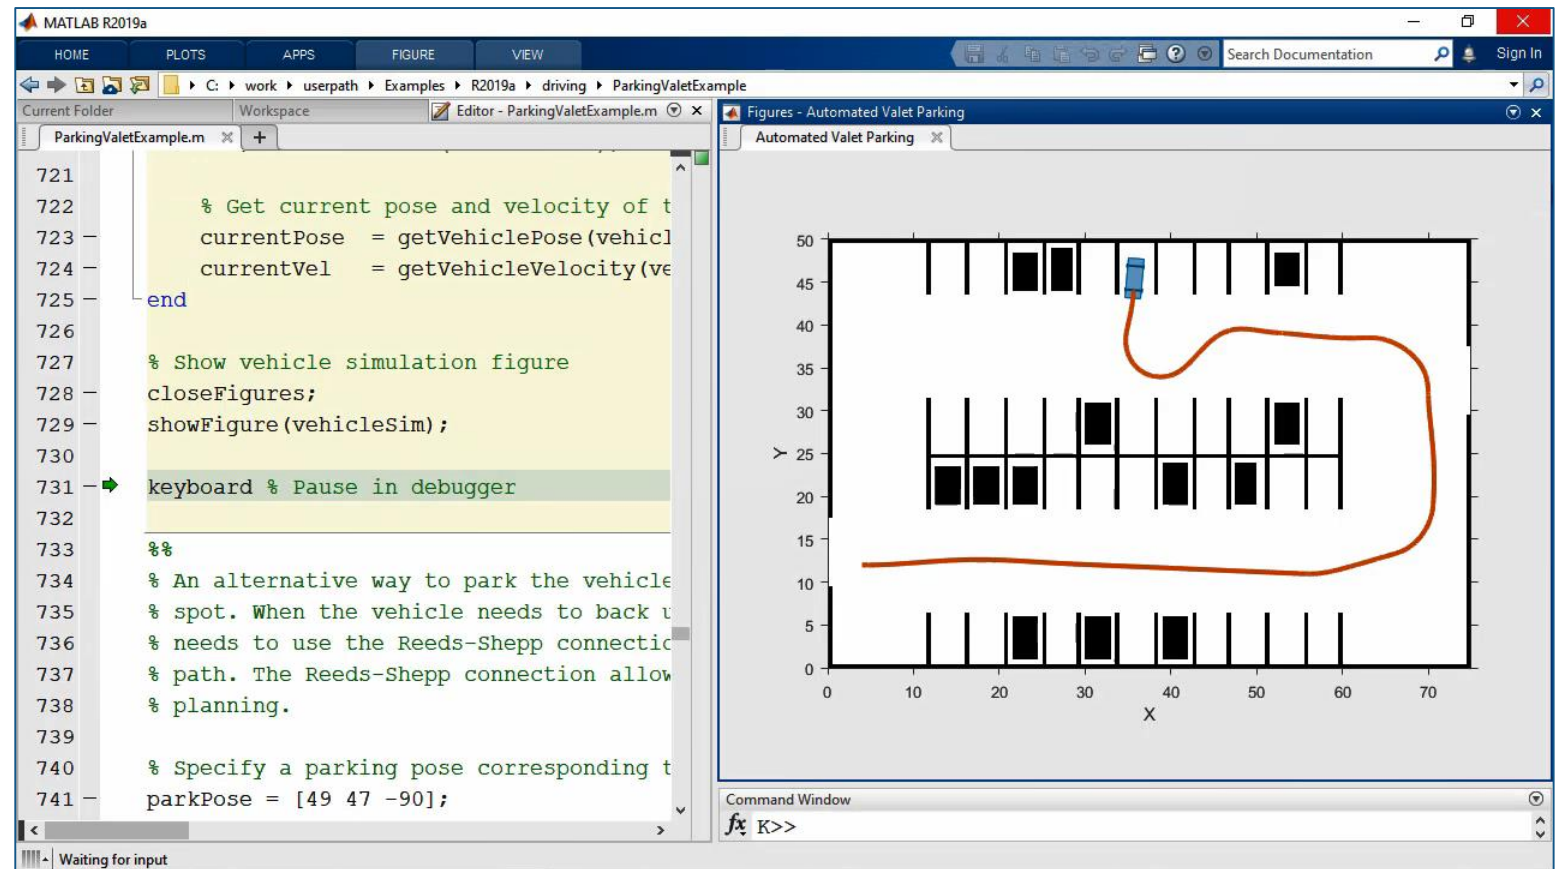 MATLAB R2019a
HOME PLOTS APPS FIGURE VIEW Search Documentation Sign In
C: work userpath Examples R2019a driving ParkingValetExample
Current Folder Workspace Editor - ParkingValetExample.m
ParkingValetExample.m +
721
722 % Get current pose and velocity of t
723 currentPose = getVehiclePose(vehicl
724 currentVel = getVehicleVelocity(ve
725 end
726
727 % Show vehicle simulation figure
728 closeFigures;
729 showFigure(vehicleSim);
730
731 keyboard % Pause in debugger
732
733 %%
734 % An alternative way to park the vehicle
735 % spot. When the vehicle needs to back u
736 % needs to use the Reeds-Shepp connectio
737 % path. The Reeds-Shepp connection allow
738 % planning.
739
740 % Specify a parking pose corresponding t
741 parkPose = [49 47 -90];
Waiting for input
Figures - Automated Valet Parking
Automated Valet Parking
50
45
40
35
30
25
20
15
10
5
0
Y
0 10 20 30 40 50 60 70
X
Command Window
fx K>>